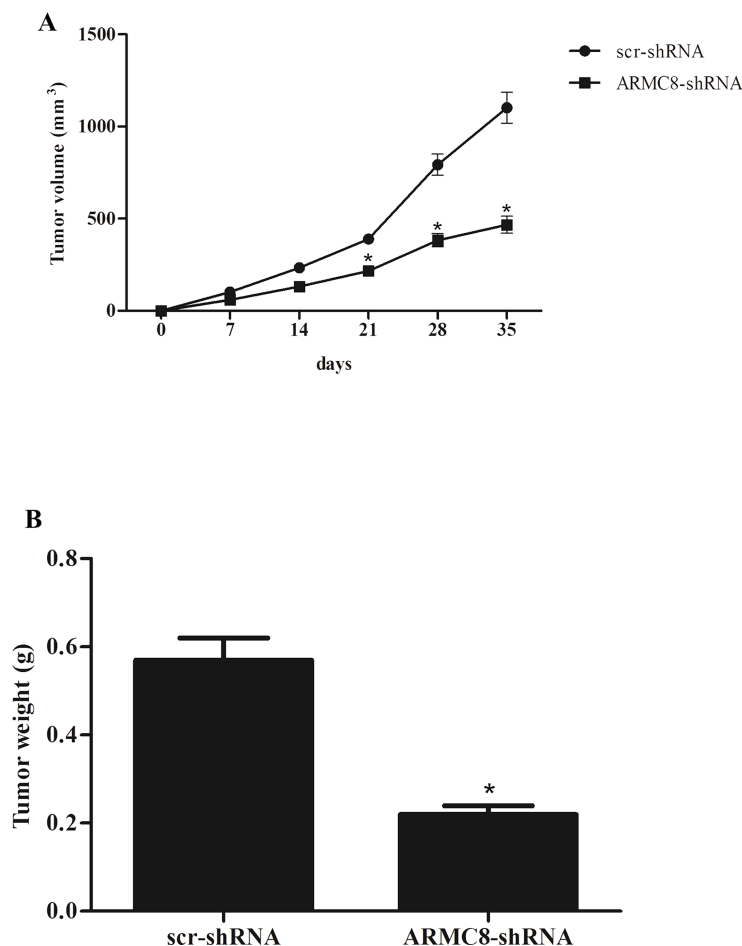 A
1500
1000
500
0
Tumor volume (mm3)
0 7 14 21 28 35
days
scr-shRNA
ARMC8-shRNA
*
*
*
B
0.8
0.6
0.4
0.2
0.0
Tumor weight (g)
*
scr-shRNA ARMC8-shRNA